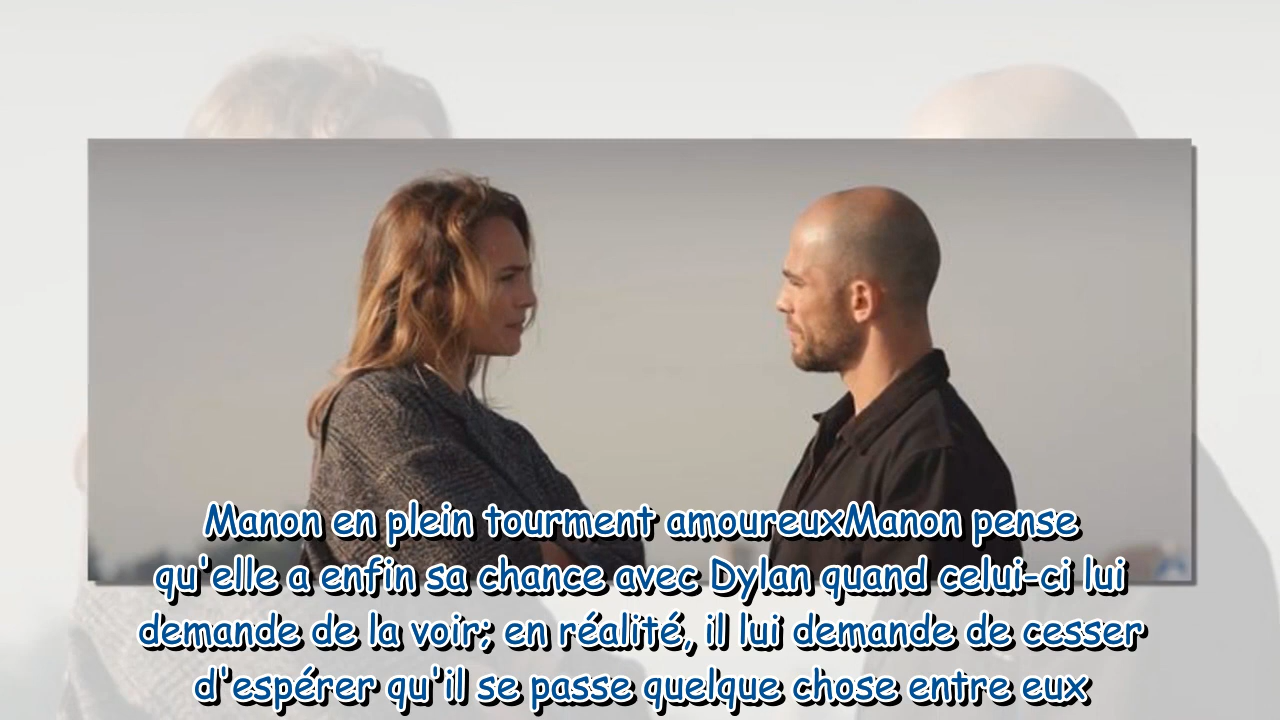 Manon en plein tourment amoureuxManon pense
qu'elle a enfin sa chance avec Dylan quand celui-ci lui
demande de la voir; en réalité, il lui demande de cesser
d'espérer qu'il se passe quelque chose entre eux